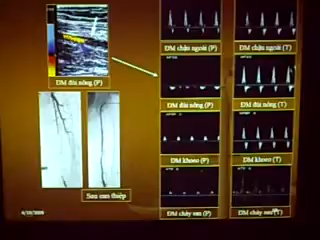 ĐM chậu ngoài (P)
ĐM chậu ngoài (T)
ĐM đùi nông (P)
ĐM đùi nông (P)
ĐM đùi nông (T)
ĐM khoeo (P)
ĐM khoeo (T)
Sau can thiệp
ĐM chày sau (P)
ĐM chày sau (T)